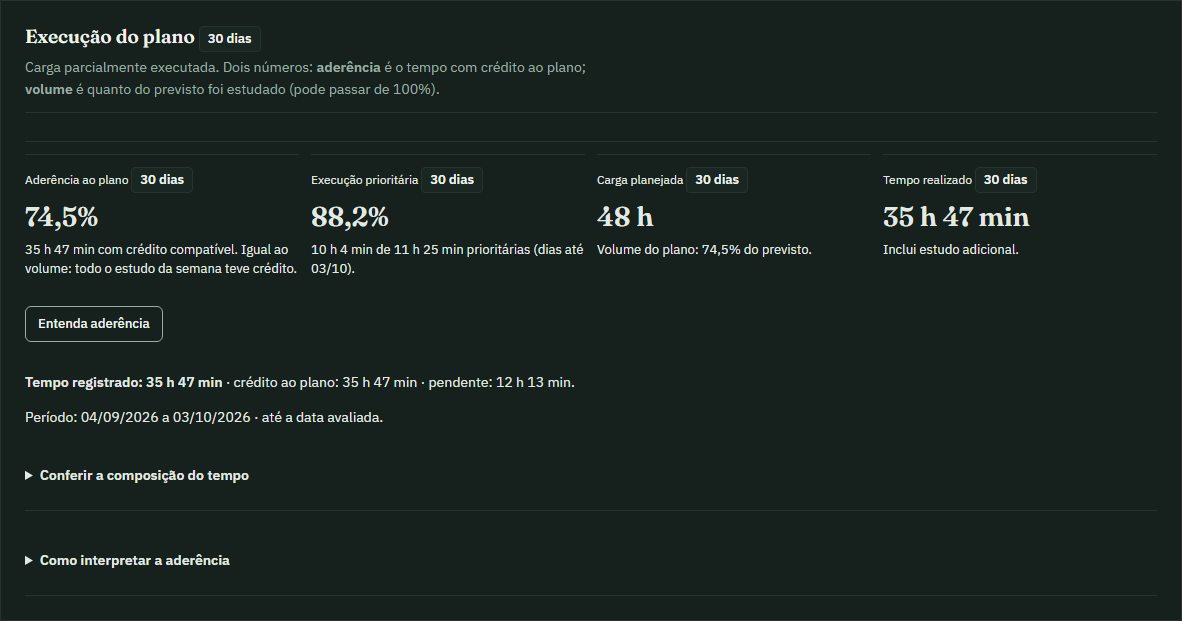 Execução do plano 30 dias
Carga parcialmente executada. Dois números: aderência é o tempo com crédito ao plano;
volume é quanto do previsto foi estudado (pode passar de 100%).
Aderência ao plano 30 dias
74,5%
35 h 47 min com crédito compatível. Igual ao
volume: todo o estudo da semana teve crédito.
Execução prioritária 30 dias
88,2%
10 h 4 min de 11 h 25 min prioritárias (dias até
03/10).
Carga planejada 30 dias
48 h
Volume do plano: 74,5% do previsto.
Tempo realizado 30 dias
35 h 47 min
Inclui estudo adicional.
Entenda aderência
Tempo registrado: 35 h 47 min · crédito ao plano: 35 h 47 min · pendente: 12 h 13 min.
Período: 04/09/2026 a 03/10/2026 · até a data avaliada.
Conferir a composição do tempo
Como interpretar a aderência